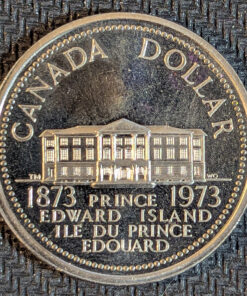 CANADA DOLLAR
1873 PRINCE 1973
EDWARD ISLAND
ILE DU PRINCE
EDOUARD